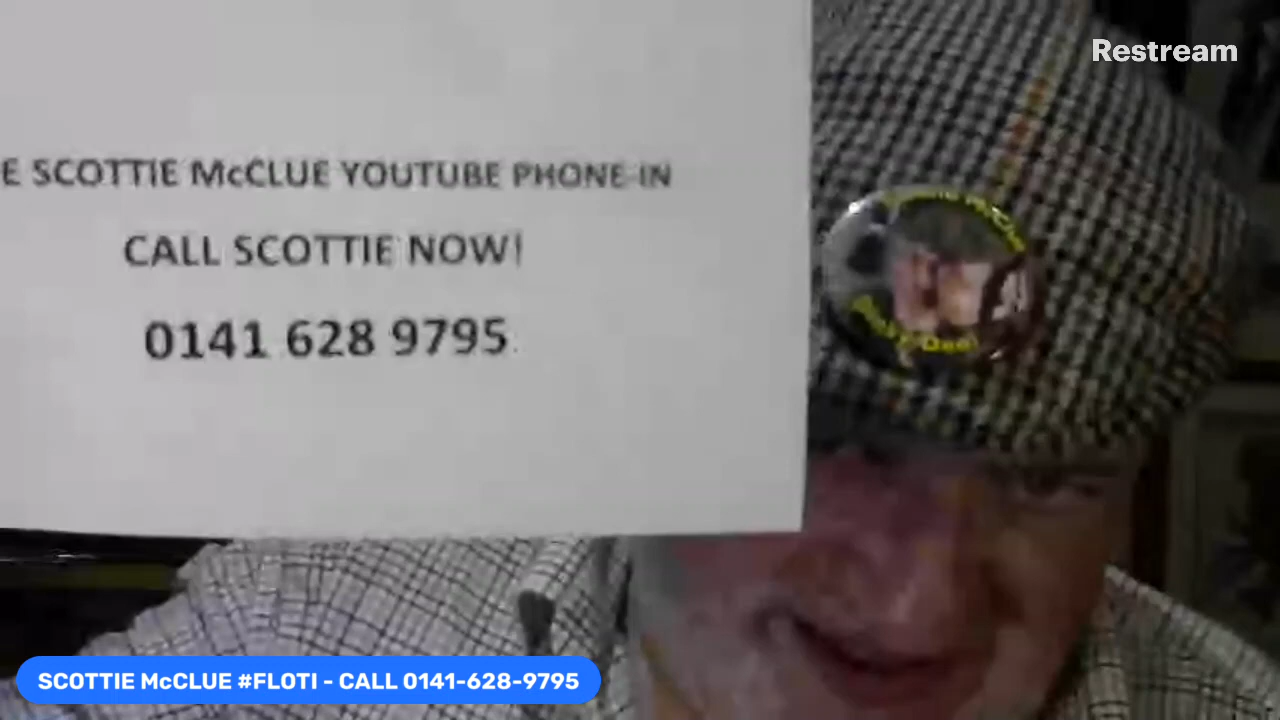 Restream
E SCOTTIE McCLUE YOUTUBE PHONE-IN
CALL SCOTTIE NOW!
0141 628 9795
SCOTTIE McCLUE #FLOTI - CALL 0141-628-9795